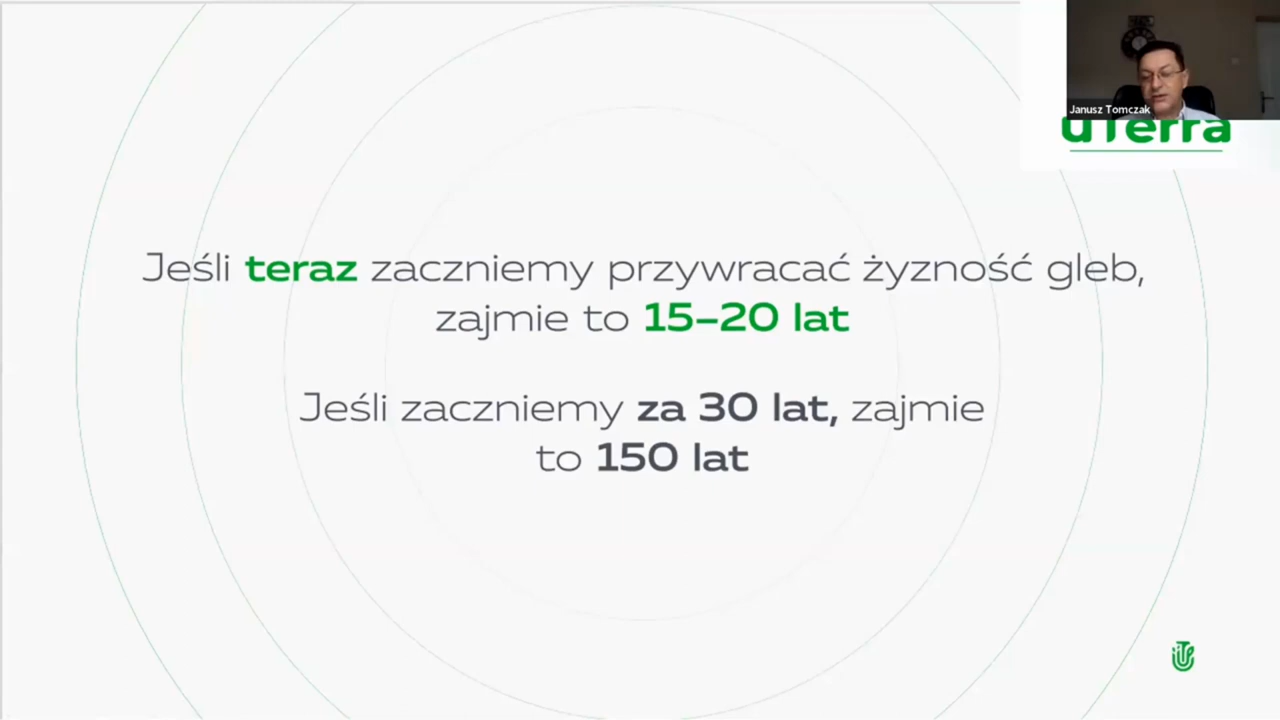 Janusz Tomczak
uTerra
Jeśli teraz zaczniemy przywracać żyzność gleb,
zajmie to 15–20 lat
Jeśli zaczniemy za 30 lat, zajmie
to 150 lat